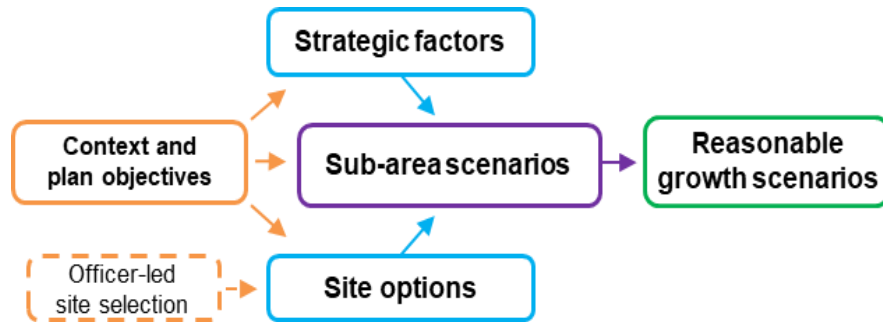 Strategic factors
Context and
plan objectives
Sub-area scenarios
Reasonable
growth scenarios
Officer-led
site selection
Site options